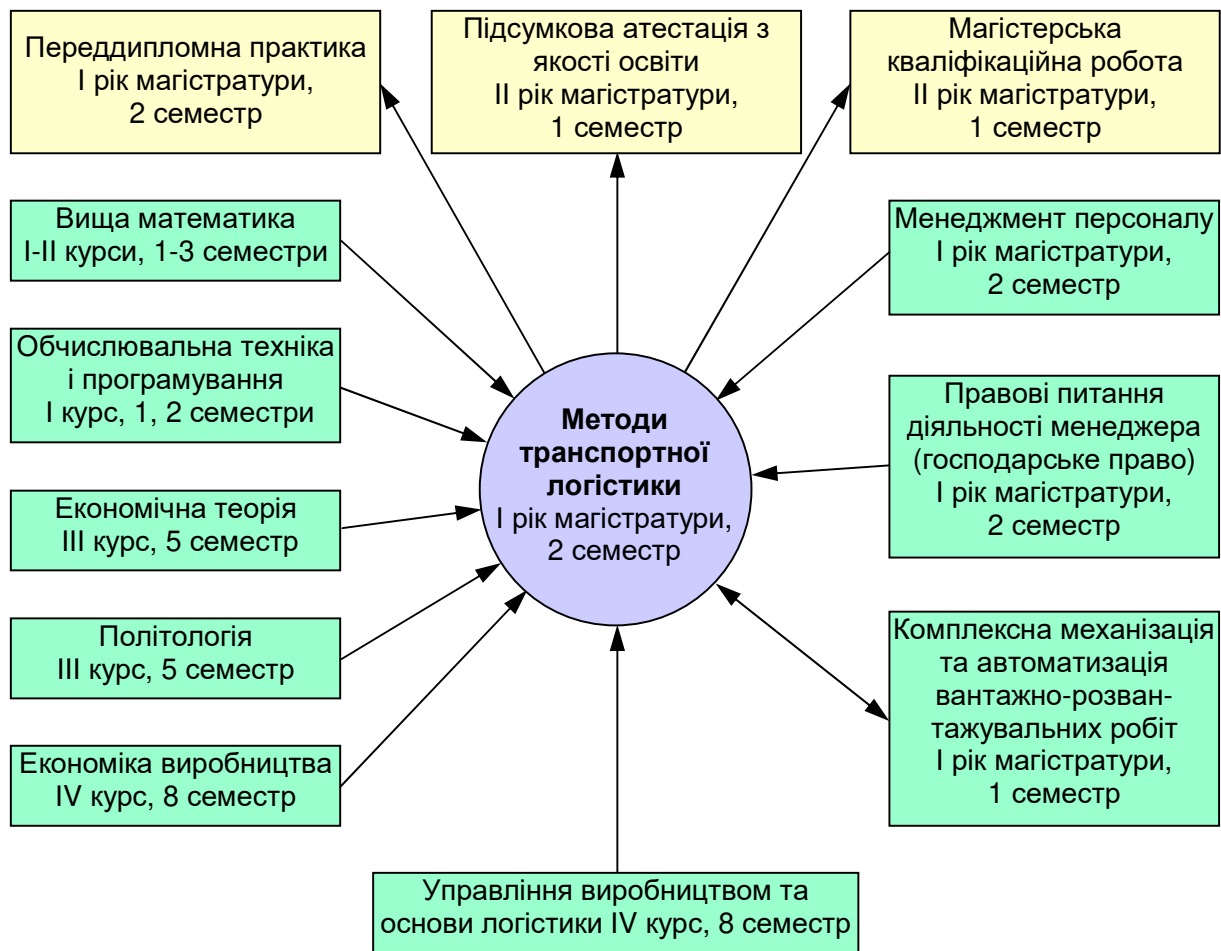 Переддипломна практика
І рік магістратури,
2 семестр
Підсумкова атестація з
якості освіти
ІІ рік магістратури,
1 семестр
Магістерська
кваліфікаційна робота
ІІ рік магістратури,
1 семестр
Вища математика
І-ІІ курси, 1-3 семестри
Обчислювальна техніка
і програмування
І курс, 1, 2 семестри
Економічна теорія
ІІІ курс, 5 семестр
Політологія
ІІІ курс, 5 семестр
Економіка виробництва
IV курс, 8 семестр
Методи
транспортної
логістики
І рік магістратури,
2 семестр
Менеджмент персоналу
І рік магістратури,
2 семестр
Правові питання
діяльності менеджера
(господарське право)
І рік магістратури,
2 семестр
Комплексна механізація
та автоматизація
вантажно-розван-
тажувальних робіт
І рік магістратури,
1 семестр
Управління виробництвом та
основи логістики IV курс, 8 семестр